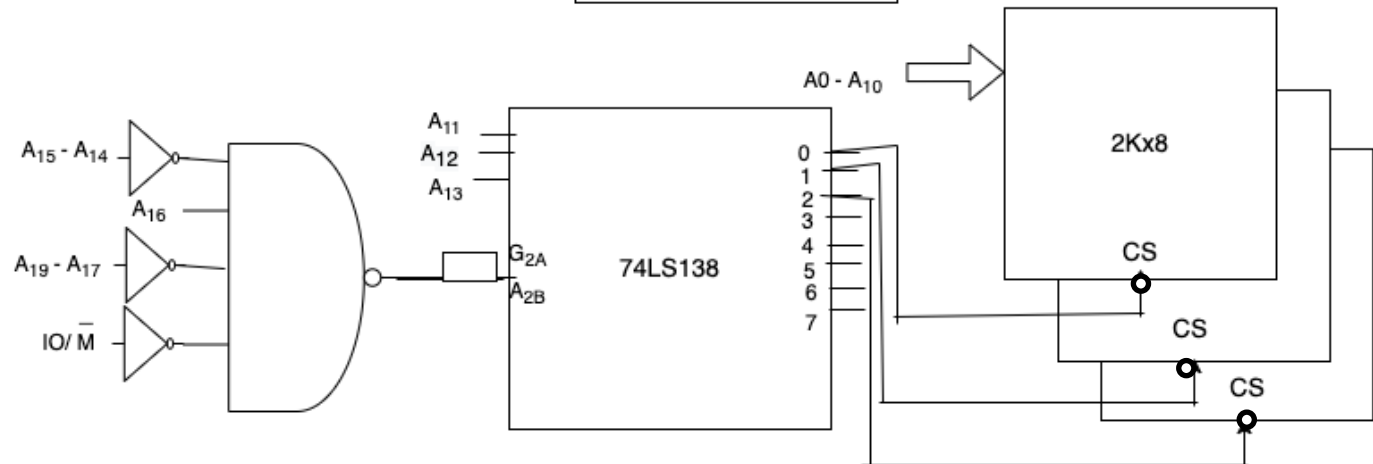 A₁₅ - A₁₄
A₁₆
A₁₉ - A₁₇
IO/ M̅
A₁₁
A₁₂
A₁₃
G₂A
A₂B
74LS138
0
1
2
3
4
5
6
7
A0 - A₁₀
2Kx8
CS
CS
CS